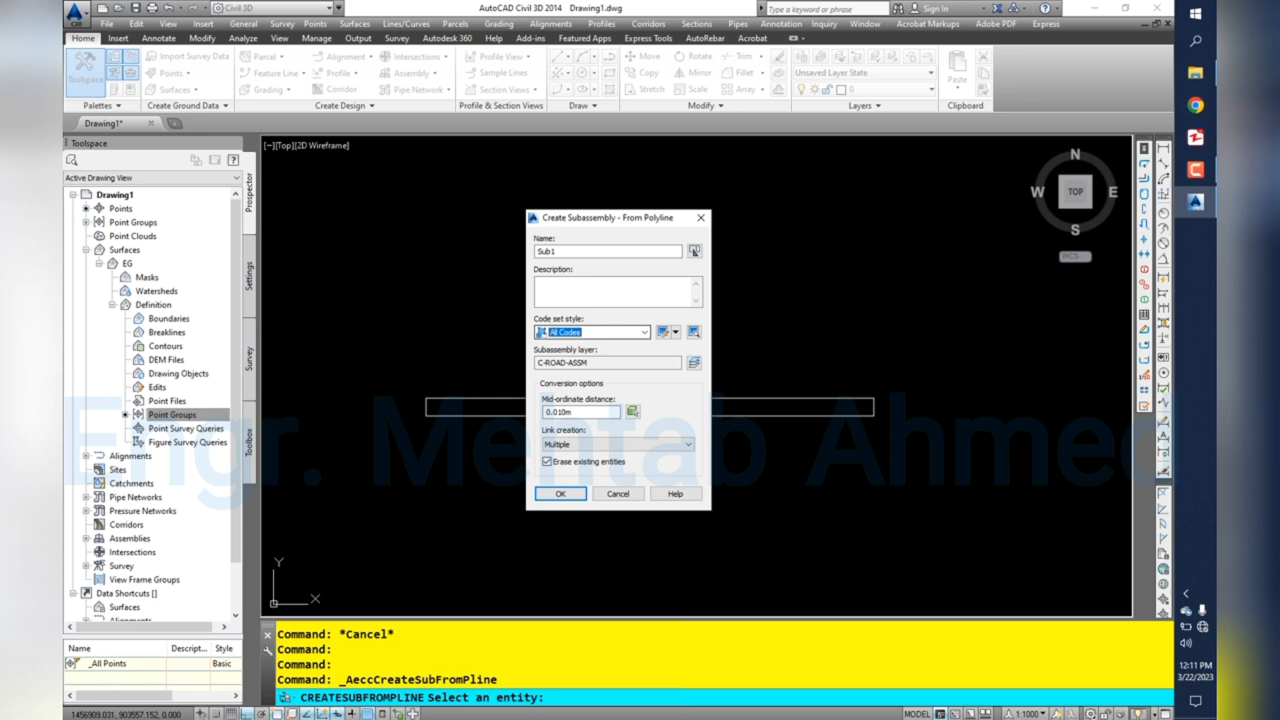 Civil 3D
AutoCAD Civil 3D 2014 Drawing1.dwg
Type a keyword or phrase
Sign In
File Edit View Insert General Survey Points Surfaces Lines/Curves Parcels Grading Alignments Profiles Corridors Sections Pipes Annotation Inquiry Window Acrobat Markups Adobe PDF Express
Home Insert Annotate Modify Analyze View Manage Output Survey Autodesk 360 Help Add-ins Featured Apps Express Tools AutoRebar Acrobat
Toolspace
Import Survey Data
Points
Surfaces
Parcel
Feature Line
Grading
Alignment
Profile
Corridor
Intersections
Assembly
Pipe Network
Profile View
Sample Lines
Section Views
Move Rotate Trim
Copy Mirror Fillet
Stretch Scale Array
Unsaved Layer State
0
Paste
Palettes Create Ground Data Create Design Profile & Section Views Draw Modify Layers Clipboard
Drawing1*
Toolspace
Active Drawing View
Drawing1
Points
Point Groups
Point Clouds
Surfaces
EG
Masks
Watersheds
Definition
Boundaries
Breaklines
Contours
DEM Files
Drawing Objects
Edits
Point Files
Point Groups
Point Survey Queries
Figure Survey Queries
Alignments
Sites
Catchments
Pipe Networks
Pressure Networks
Corridors
Assemblies
Intersections
Survey
View Frame Groups
Data Shortcuts []
Surfaces
Prospector
Settings
Survey
Toolbox
Name Descript... Style
_All Points Basic
[−][Top][2D Wireframe]
N
W TOP E
S
WCS
Create Subassembly - From Polyline
Name:
Sub1
Description:
Code set style:
All Codes
Subassembly layer:
C-ROAD-ASSM
Conversion options
Mid-ordinate distance:
0.010m
Link creation:
Multiple
Erase existing entities
OK Cancel Help
Engr. Mehtab Ahmed
Y
X
Command: *Cancel*
Command:
Command:
Command: _AeccCreateSubFromPline
CREATESUBFROMPLINE Select an entity:
1456909.031, 903557.152, 0.000
MODEL
1:1000
12:11 PM
3/22/2023